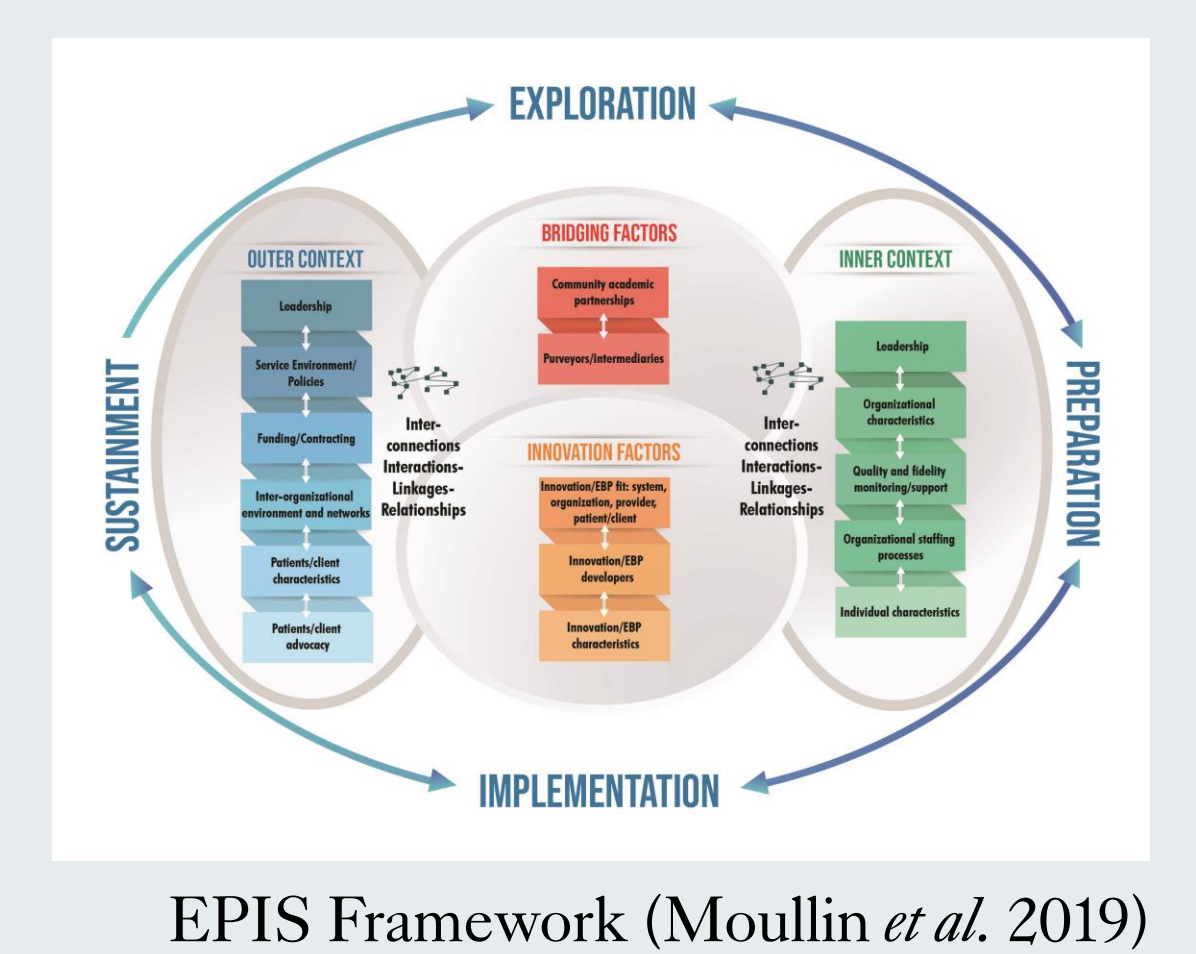 EXPLORATION
OUTER CONTEXT
Leadership
Service Environment/
Policies
Funding/Contracting
Inter-organizational
environment and networks
Patients/client
characteristics
Patients/client
advocacy
Inter-
connections
Interactions-
Linkages-
Relationships
BRIDGING FACTORS
Community academic
partnerships
Purveyors/intermediaries
INNOVATION FACTORS
Innovation/EBP fit: system,
organization, provider,
patient/client
Innovation/EBP
developers
Innovation/EBP
characteristics
Inter-
connections
Interactions-
Linkages-
Relationships
INNER CONTEXT
Leadership
Organizational
characteristics
Quality and fidelity
monitoring/support
Organizational staffing
processes
Individual characteristics
PREPARATION
IMPLEMENTATION
SUSTAINMENT
EPIS Framework (Moullin et al. 2019)